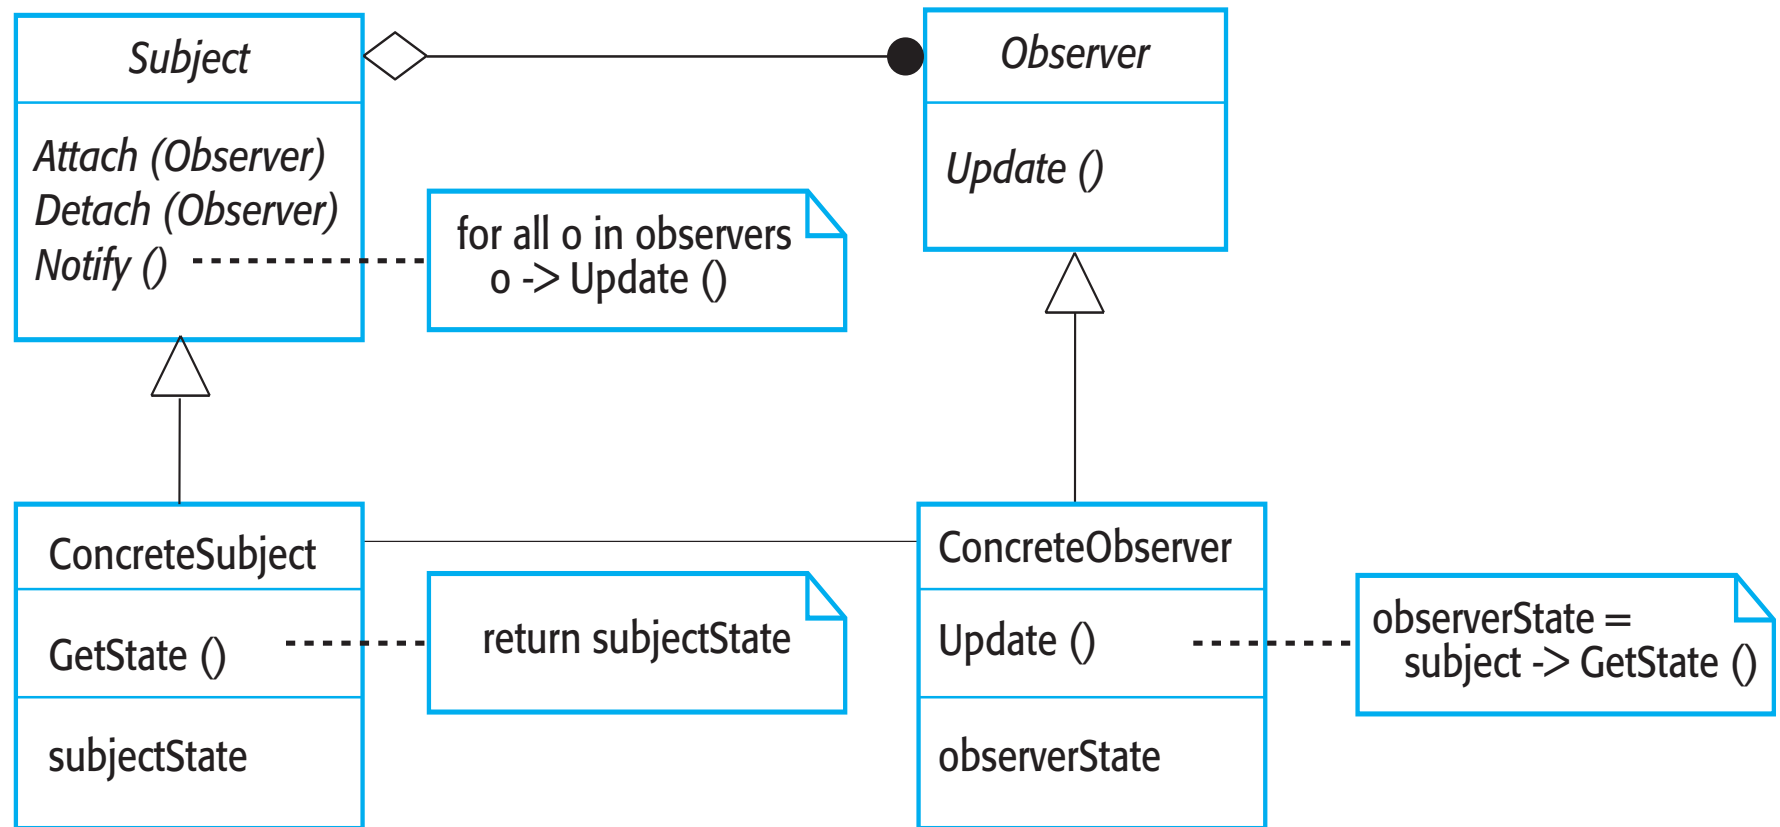 Subject
Attach (Observer)
Detach (Observer)
Notify ()
for all o in observers
o -> Update ()
Observer
Update ()
ConcreteSubject
GetState ()
subjectState
return subjectState
ConcreteObserver
Update ()
observerState
observerState =
subject -> GetState ()